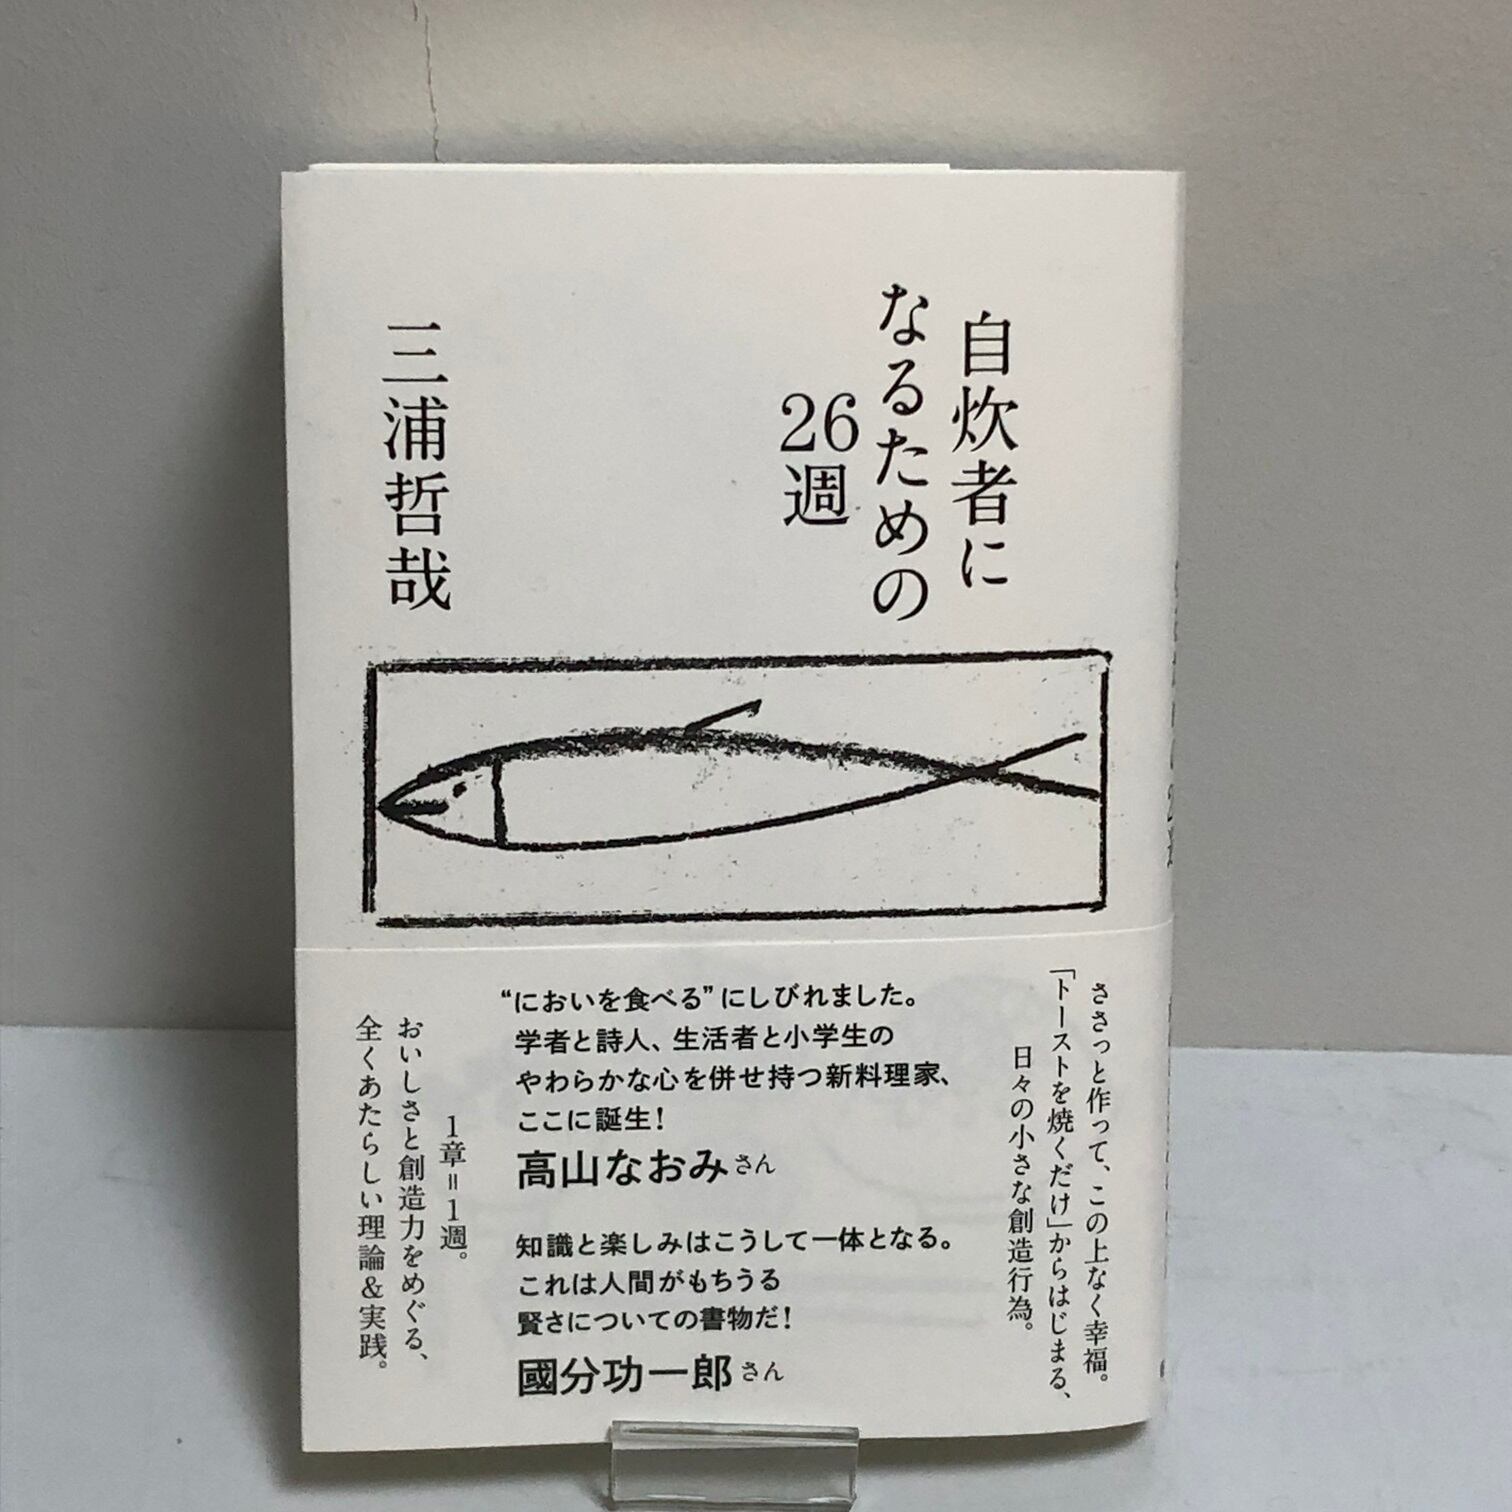 自炊者に
なるための
26週
三浦哲哉
ささっと作って、この上なく幸福。
「トーストを焼くだけ」からはじまる、
日々の小さな創造行為。
“においを食べる”にしびれました。
学者と詩人、生活者と小学生の
やわらかな心を併せ持つ新料理家、
ここに誕生！
高山なおみさん
知識と楽しみはこうして一体となる。
これは人間がもちうる
賢さについての書物だ！
國分功一郎さん
1章＝1週。
おいしさと創造力をめぐる、
全くあたらしい理論＆実践。